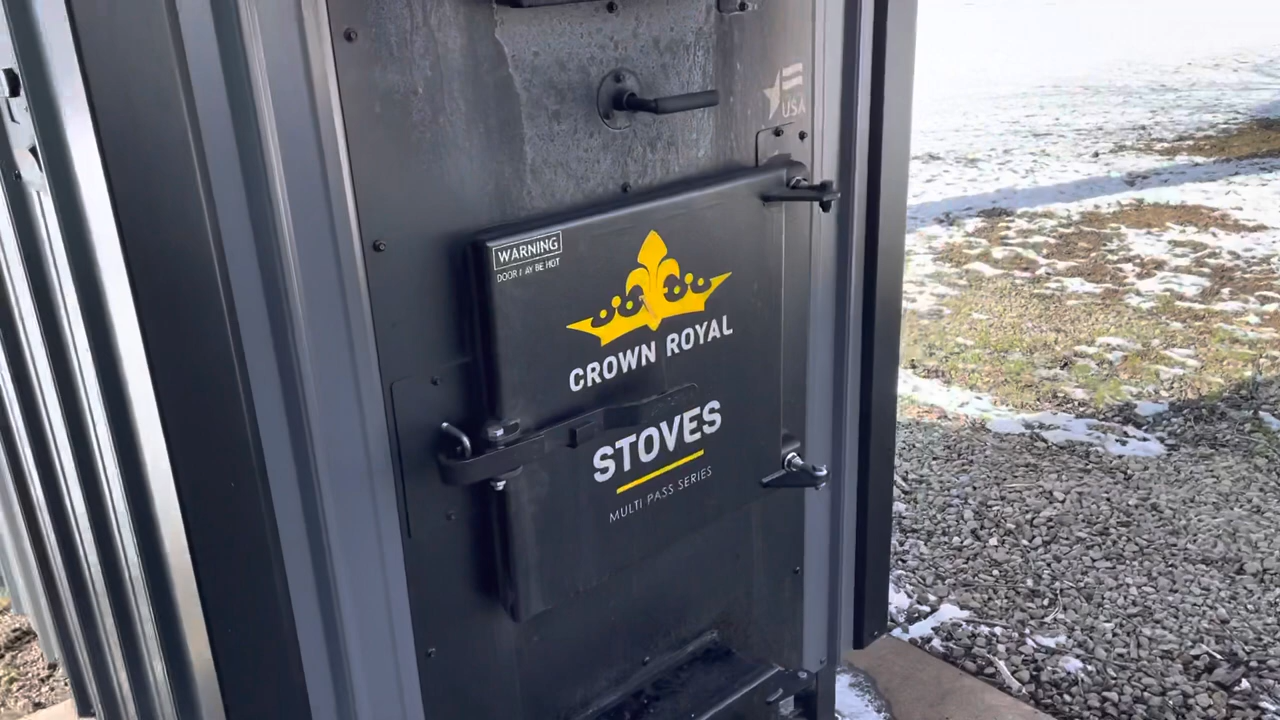 USA
WARNING
DOOR MAY BE HOT
CROWN ROYAL
STOVES
MULTI PASS SERIES